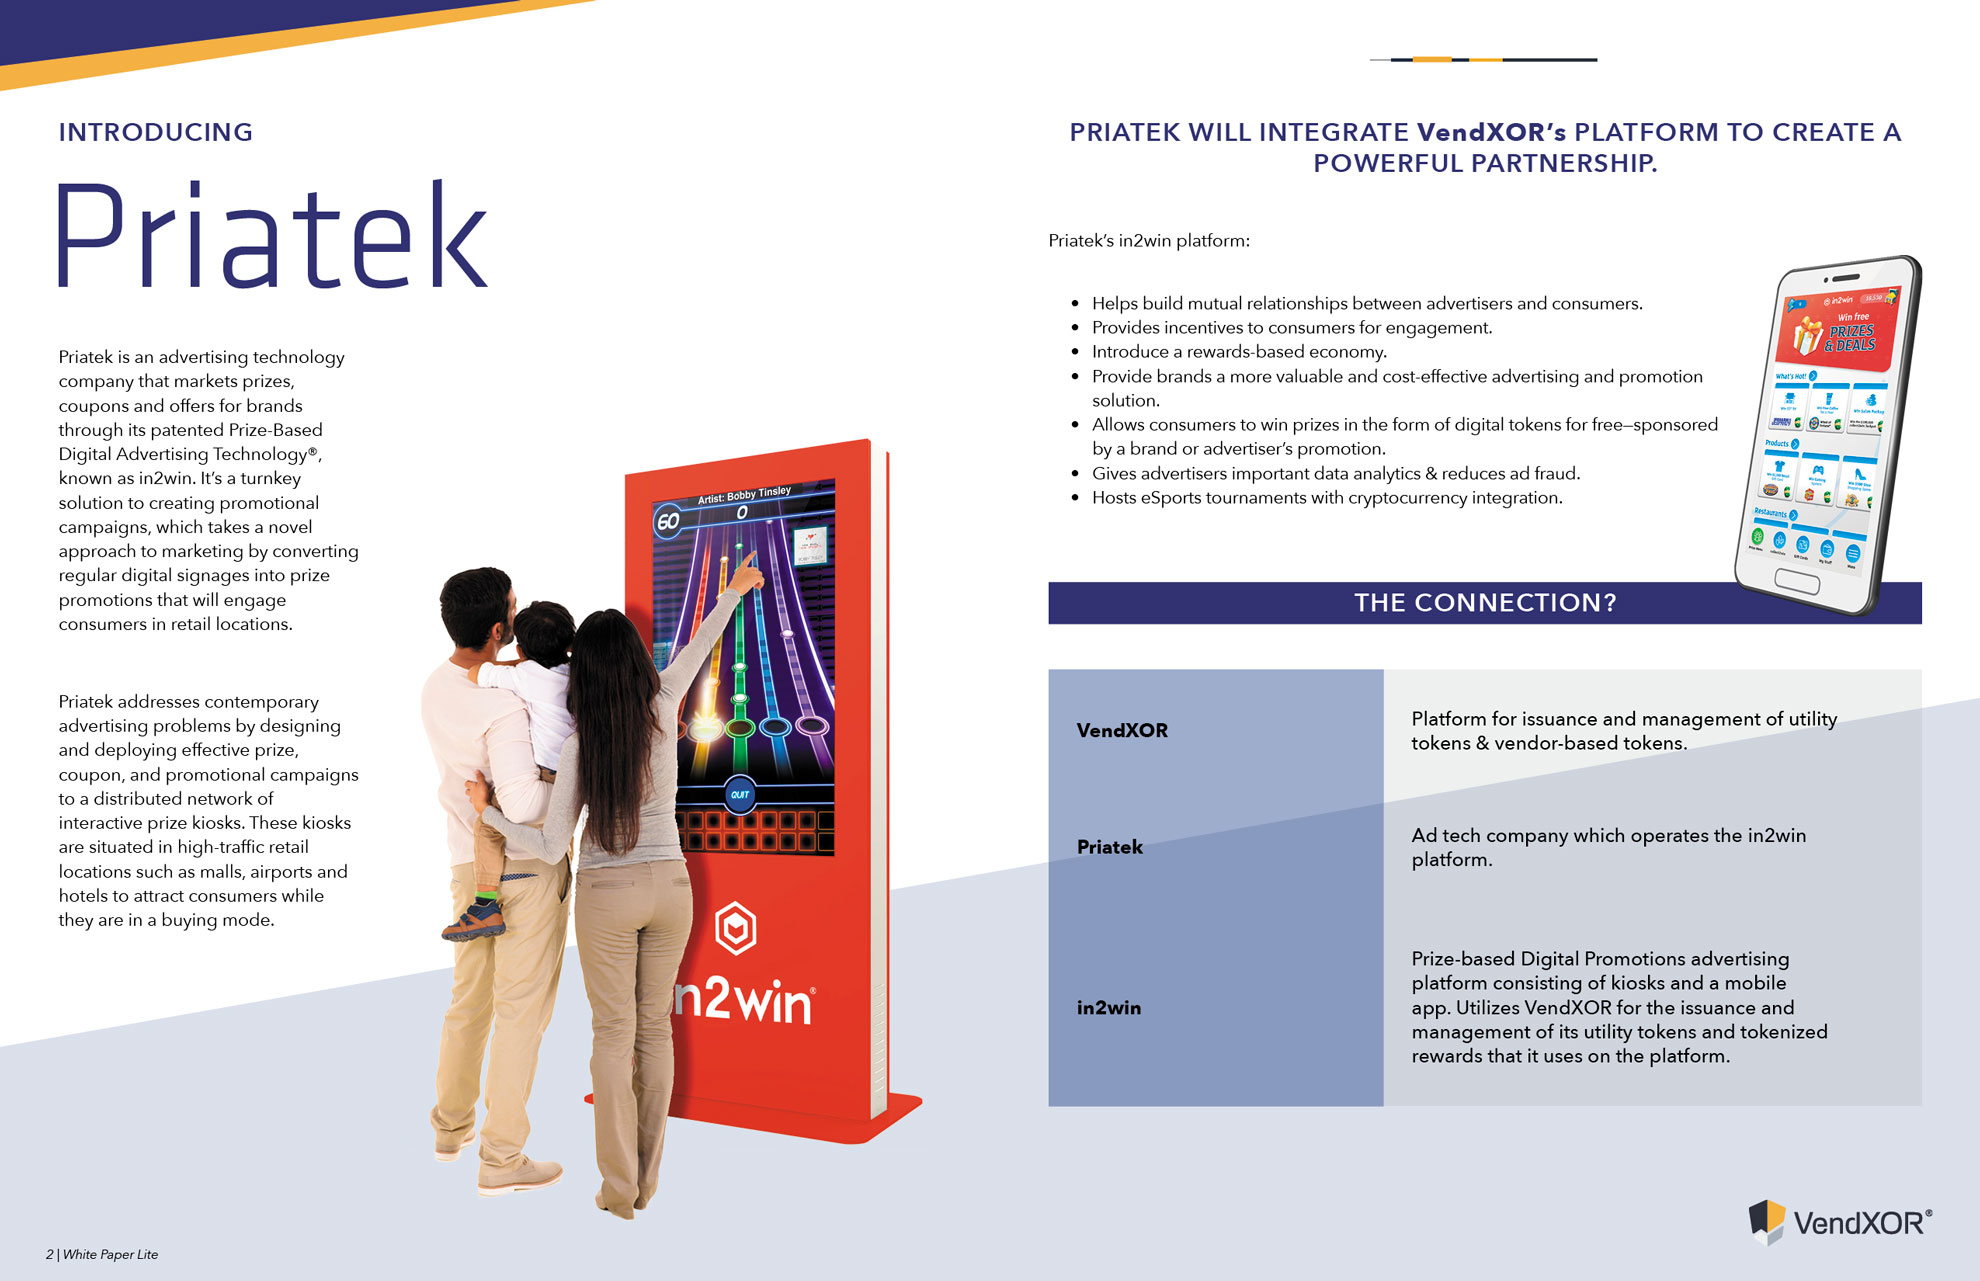 INTRODUCING
Priatek
Priatek is an advertising technology
company that markets prizes,
coupons and offers for brands
through its patented Prize-Based
Digital Advertising Technology®,
known as in2win. It’s a turnkey
solution to creating promotional
campaigns, which takes a novel
approach to marketing by converting
regular digital signages into prize
promotions that will engage
consumers in retail locations.
Priatek addresses contemporary
advertising problems by designing
and deploying effective prize,
coupon, and promotional campaigns
to a distributed network of
interactive prize kiosks. These kiosks
are situated in high-traffic retail
locations such as malls, airports and
hotels to attract consumers while
they are in a buying mode.
Artist: Bobby Tinsley
60
0
QUIT
in2win®
2 | White Paper Lite
PRIATEK WILL INTEGRATE VendXOR’s PLATFORM TO CREATE A
POWERFUL PARTNERSHIP.
Priatek’s in2win platform:
• Helps build mutual relationships between advertisers and consumers.
• Provides incentives to consumers for engagement.
• Introduce a rewards-based economy.
• Provide brands a more valuable and cost-effective advertising and promotion
solution.
• Allows consumers to win prizes in the form of digital tokens for free—sponsored
by a brand or advertiser’s promotion.
• Gives advertisers important data analytics & reduces ad fraud.
• Hosts eSports tournaments with cryptocurrency integration.
in2win
Win free
PRIZES
& DEALS
What's Hot!
Products
Restaurants
THE CONNECTION?
VendXOR
Platform for issuance and management of utility
tokens & vendor-based tokens.
Priatek
Ad tech company which operates the in2win
platform.
in2win
Prize-based Digital Promotions advertising
platform consisting of kiosks and a mobile
app. Utilizes VendXOR for the issuance and
management of its utility tokens and tokenized
rewards that it uses on the platform.
VendXOR®